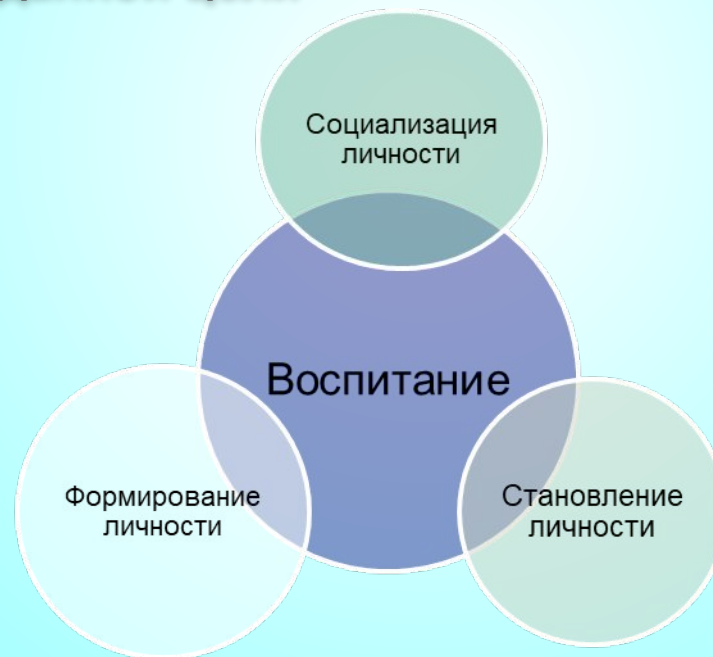 Социализация
личности
Воспитание
Формирование
личности
Становление
личности